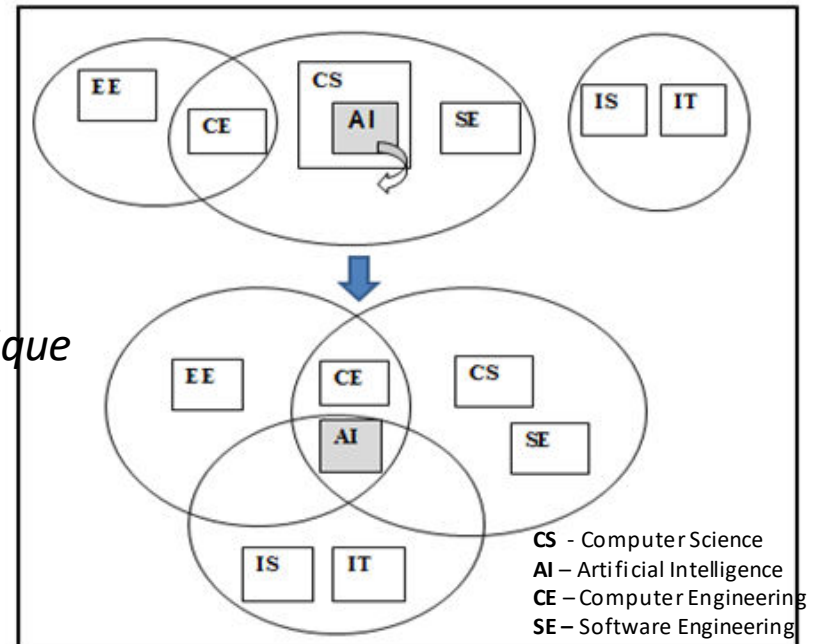 EE
CE
CS
AI
SE
IS
IT
EE
CE
CS
AI
SE
IS
IT
CS - Computer Science
AI – Artificial Intelligence
CE – Computer Engineering
SE – Software Engineering